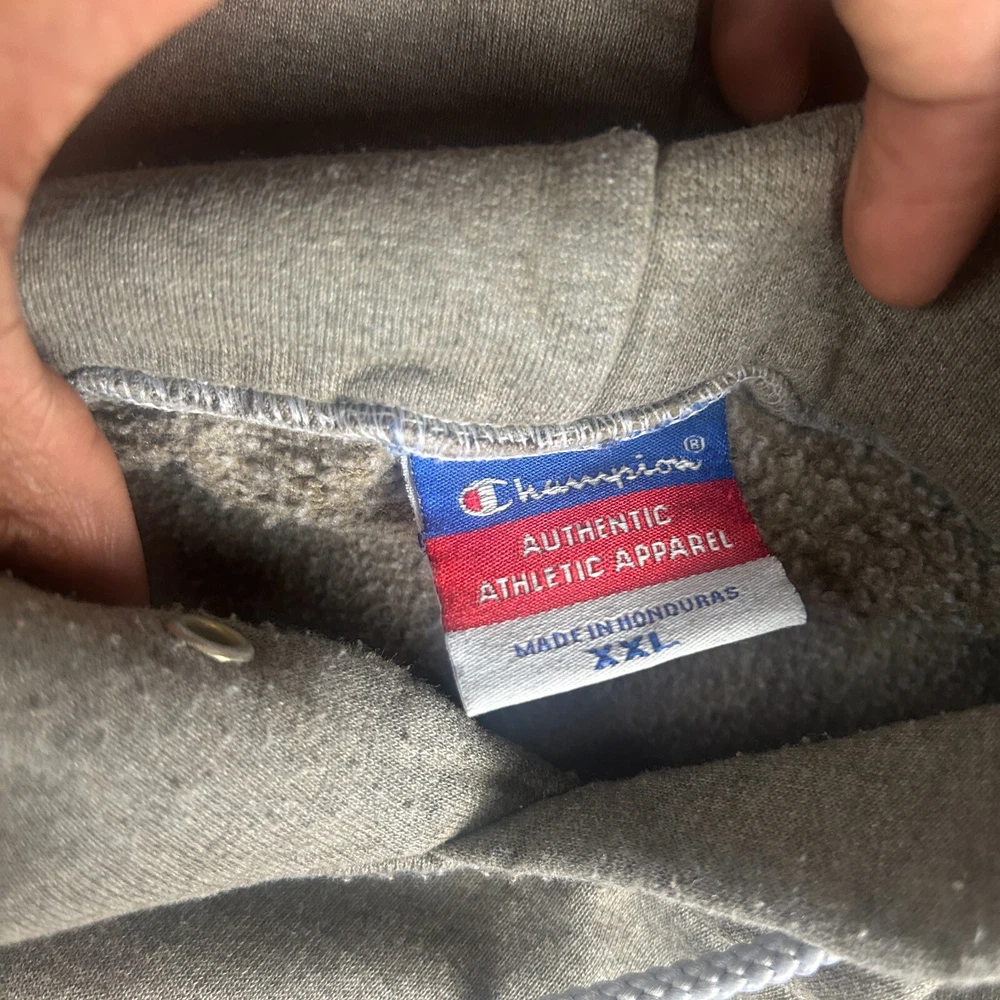 Champion®
AUTHENTIC
ATHLETIC APPAREL
MADE IN HONDURAS
XXL